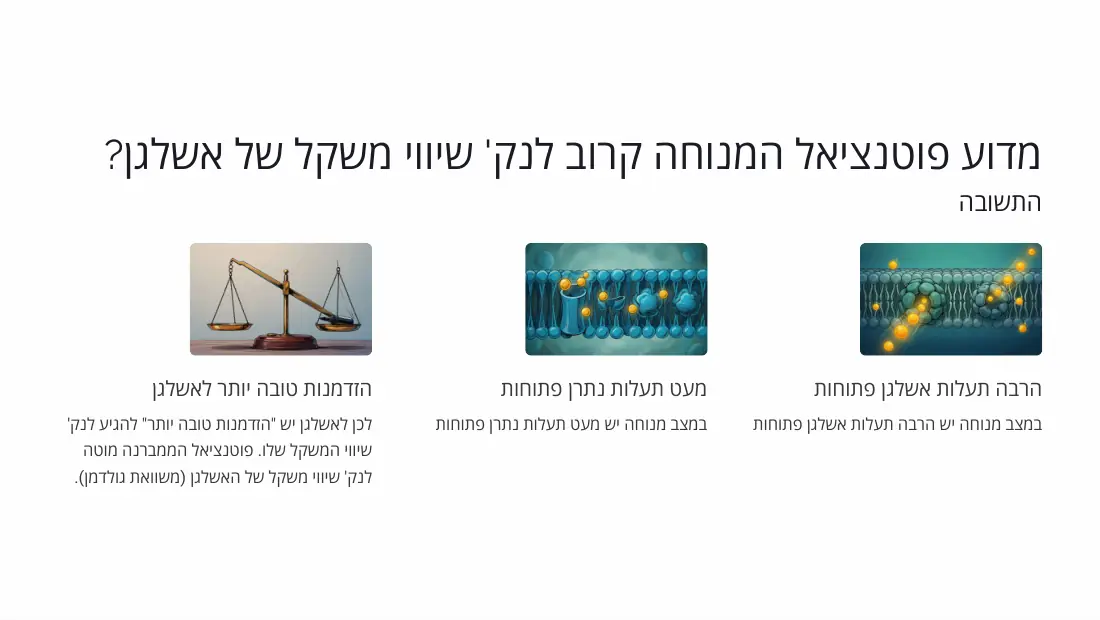 מדוע פוטנציאל המנוחה קרוב לנק' שיווי משקל של אשלגן?
התשובה
הרבה תעלות אשלגן פתוחות
במצב מנוחה יש הרבה תעלות אשלגן פתוחות
מעט תעלות נתרן פתוחות
במצב מנוחה יש מעט תעלות נתרן פתוחות
הזדמנות טובה יותר לאשלגן
לכן לאשלגן יש "הזדמנות טובה יותר" להגיע לנק'
שיווי המשקל שלו. פוטנציאל הממברנה מוטה
לנק' שיווי משקל של האשלגן (משוואת גולדמן).